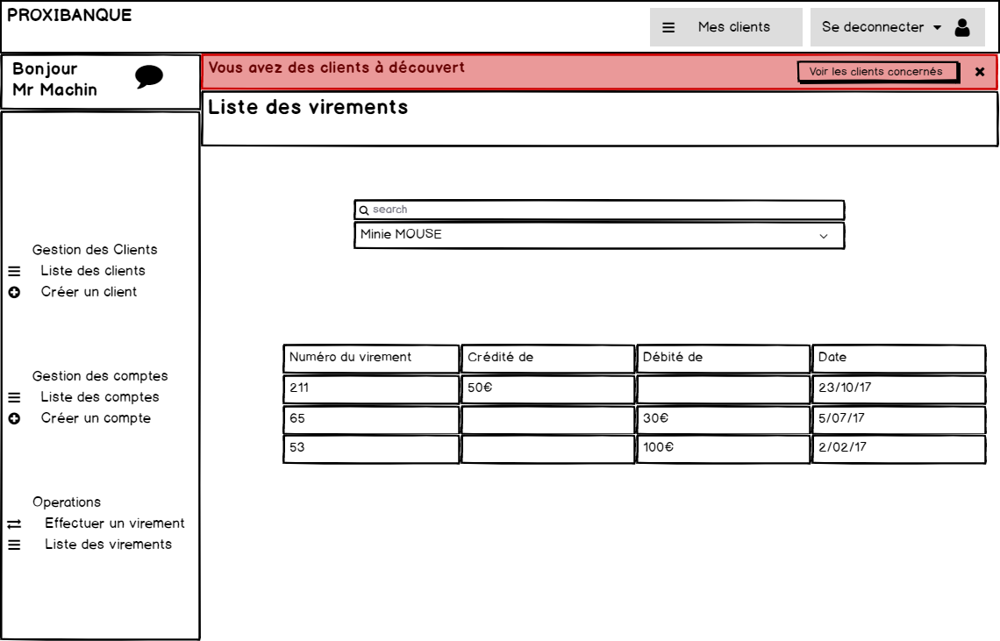 PROXIBANQUE
Mes clients
Se deconnecter
Bonjour
Mr Machin
Vous avez des clients à découvert
Voir les clients concernés
Liste des virements
Gestion des Clients
Liste des clients
Créer un client
Gestion des comptes
Liste des comptes
Créer un compte
Operations
Effectuer un virement
Liste des virements
search
Minie MOUSE
Numéro du virement Crédité de Débité de Date
211 50€ 23/10/17
65 30€ 5/07/17
53 100€ 2/02/17